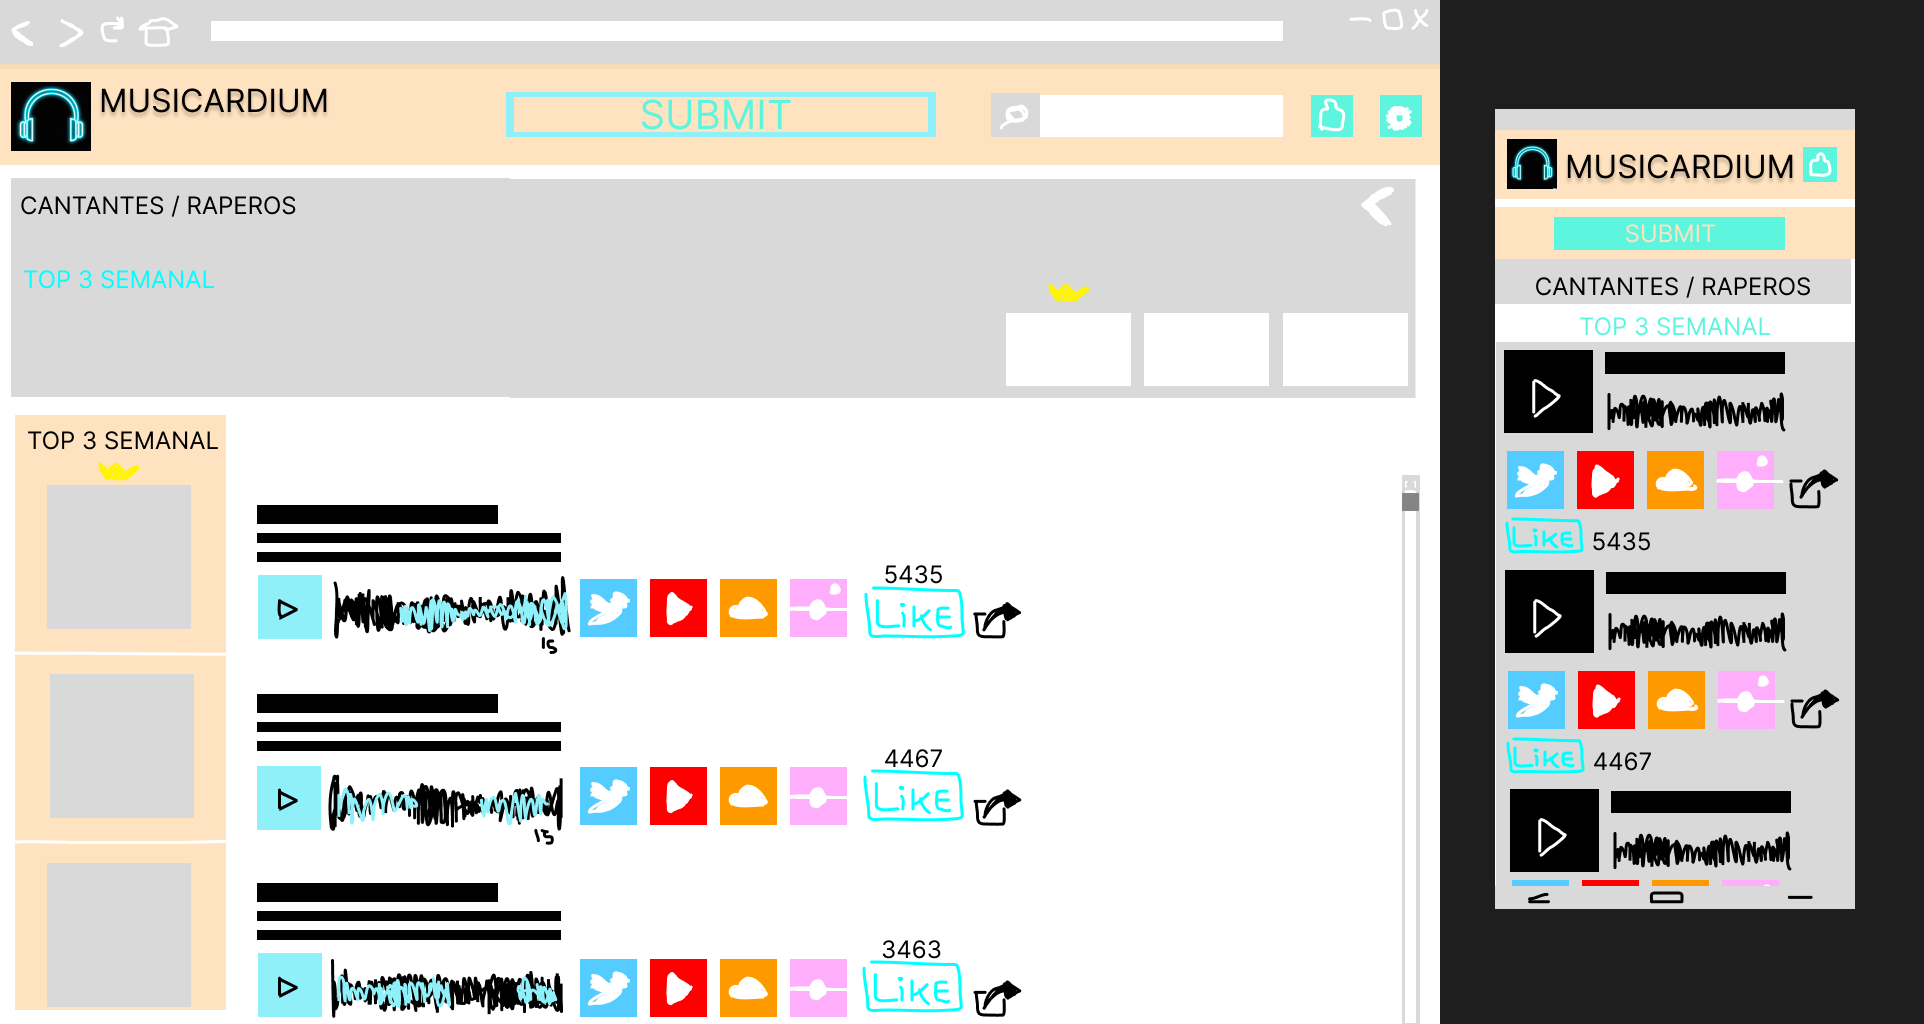 MUSICARDIUM
SUBMIT
CANTANTES / RAPEROS
TOP 3 SEMANAL
TOP 3 SEMANAL
5435
LiKE
15
4467
LiKE
15
3463
LiKE
MUSICARDIUM
SUBMIT
CANTANTES / RAPEROS
TOP 3 SEMANAL
LiKE 5435
LiKE 4467